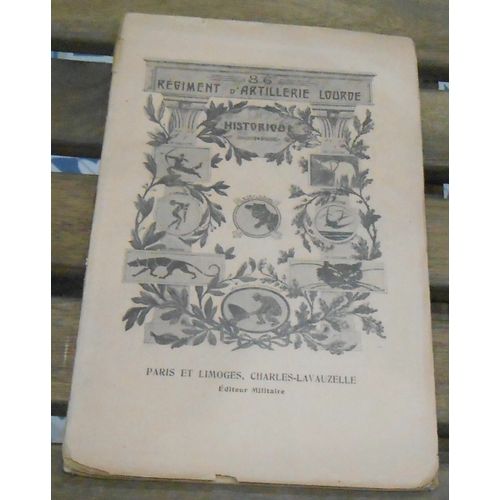 86
RÉGIMENT D'ARTILLERIE LOURDE
HISTORIQUE
PARIS ET LIMOGES, CHARLES-LAVAUZELLE
Éditeur Militaire